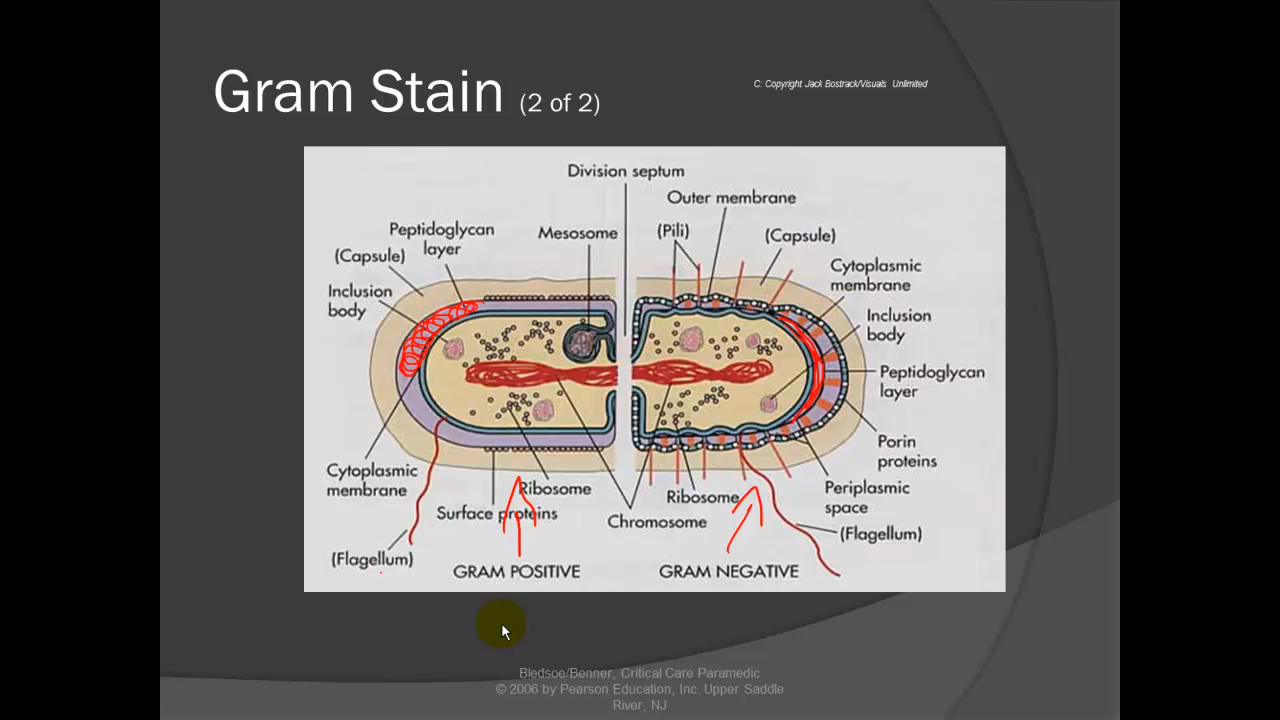 Gram Stain (2 of 2)
C: Copyright Jack Bostrack/Visuals Unlimited
Division septum
Outer membrane
Peptidoglycan
layer
Mesosome
(Pili)
(Capsule)
(Capsule)
Cytoplasmic
membrane
Inclusion
body
Inclusion
body
Peptidoglycan
layer
Porin
proteins
Cytoplasmic
membrane
Ribosome
Ribosome
Periplasmic
space
Surface proteins
Chromosome
(Flagellum)
(Flagellum)
GRAM POSITIVE
GRAM NEGATIVE
Bledsoe/Benner, Critical Care Paramedic
© 2006 by Pearson Education, Inc. Upper Saddle
River, NJ